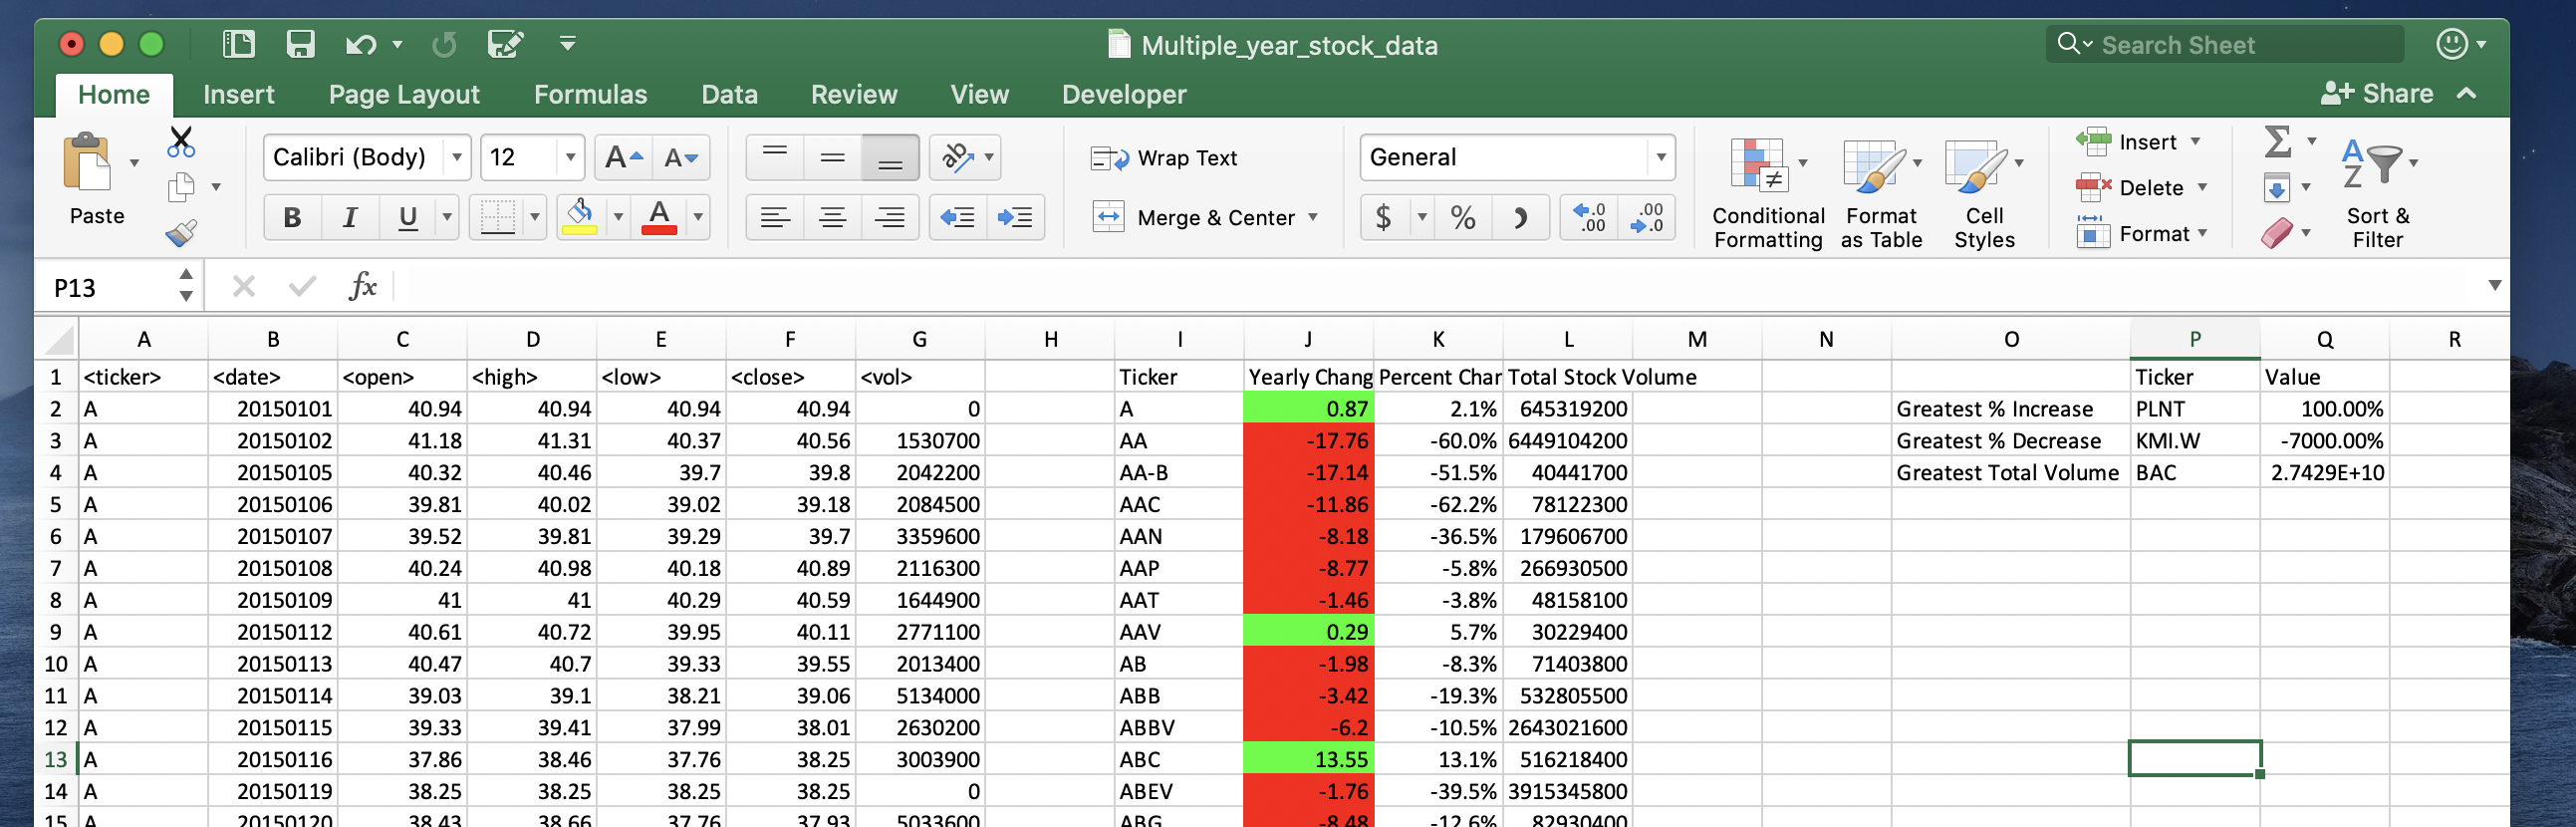 Multiple_year_stock_data
Search Sheet
Home Insert Page Layout Formulas Data Review View Developer Share
Paste
Calibri (Body) 12 A A
B I U A
ab
Wrap Text
Merge & Center
General
$ % .0 .00 .00 .0
Conditional Formatting
Format as Table
Cell Styles
Insert
Delete
Format
Σ
A Z
Sort & Filter
P13 fx
A B C D E F G H I J K L M N O P Q R
1 <ticker> <date> <open> <high> <low> <close> <vol> Ticker Yearly Chang Percent Char Total Stock Volume Ticker Value
2 A 20150101 40.94 40.94 40.94 40.94 0 A 0.87 2.1% 645319200 Greatest % Increase PLNT 100.00%
3 A 20150102 41.18 41.31 40.37 40.56 1530700 AA -17.76 -60.0% 6449104200 Greatest % Decrease KMI.W -7000.00%
4 A 20150105 40.32 40.46 39.7 39.8 2042200 AA-B -17.14 -51.5% 40441700 Greatest Total Volume BAC 2.7429E+10
5 A 20150106 39.81 40.02 39.02 39.18 2084500 AAC -11.86 -62.2% 78122300
6 A 20150107 39.52 39.81 39.29 39.7 3359600 AAN -8.18 -36.5% 179606700
7 A 20150108 40.24 40.98 40.18 40.89 2116300 AAP -8.77 -5.8% 266930500
8 A 20150109 41 41 40.29 40.59 1644900 AAT -1.46 -3.8% 48158100
9 A 20150112 40.61 40.72 39.95 40.11 2771100 AAV 0.29 5.7% 30229400
10 A 20150113 40.47 40.7 39.33 39.55 2013400 AB -1.98 -8.3% 71403800
11 A 20150114 39.03 39.1 38.21 39.06 5134000 ABB -3.42 -19.3% 532805500
12 A 20150115 39.33 39.41 37.99 38.01 2630200 ABBV -6.2 -10.5% 2643021600
13 A 20150116 37.86 38.46 37.76 38.25 3003900 ABC 13.55 13.1% 516218400
14 A 20150119 38.25 38.25 38.25 38.25 0 ABEV -1.76 -39.5% 3915345800
15 A 20150120 38.43 38.66 37.76 37.93 5033600 ABG -8.48 -12.6% 82930400